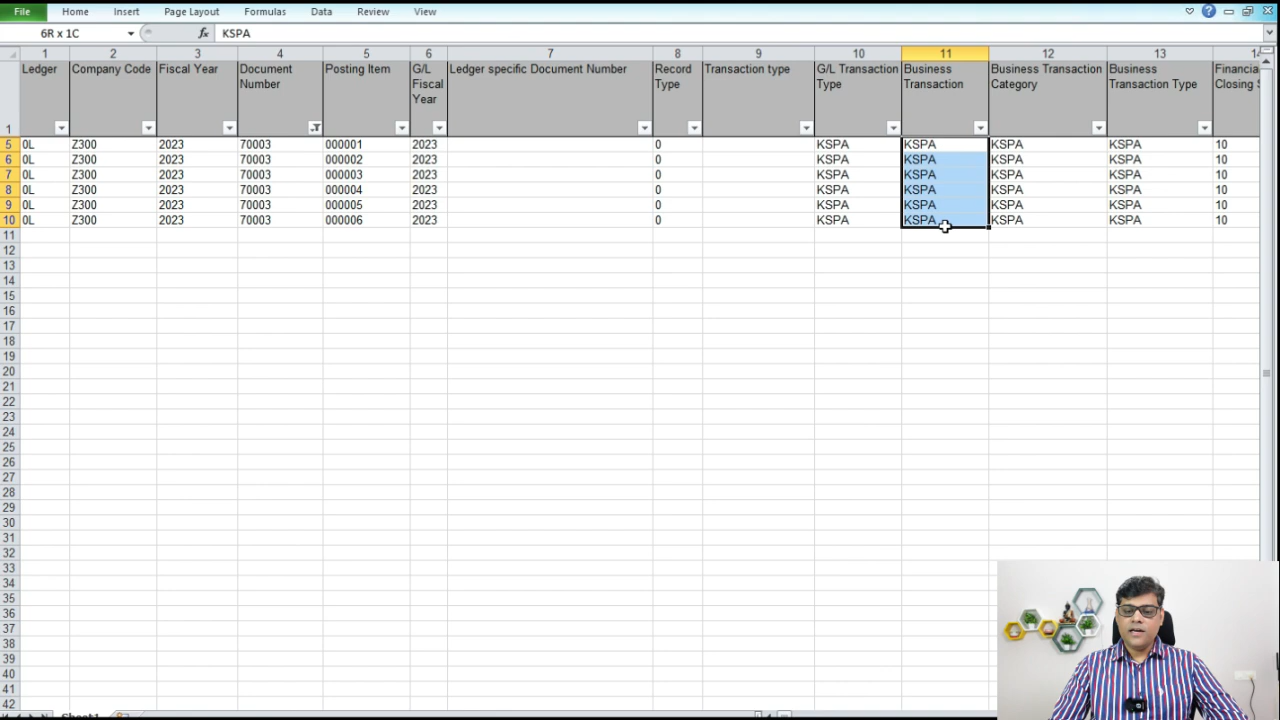 File Home Insert Page Layout Formulas Data Review View
6R x 1C fx KSPA
1 2 3 4 5 6 7 8 9 10 11 12 13 14
Ledger Company Code Fiscal Year Document Posting Item G/L Ledger specific Document Number Record Transaction type G/L Transaction Business Business Transaction Business Financia
Number Fiscal Type Type Transaction Category Transaction Type Closing S
Year
1
5 0L Z300 2023 70003 000001 2023 0 KSPA KSPA KSPA KSPA 10
6 0L Z300 2023 70003 000002 2023 0 KSPA KSPA KSPA KSPA 10
7 0L Z300 2023 70003 000003 2023 0 KSPA KSPA KSPA KSPA 10
8 0L Z300 2023 70003 000004 2023 0 KSPA KSPA KSPA KSPA 10
9 0L Z300 2023 70003 000005 2023 0 KSPA KSPA KSPA KSPA 10
10 0L Z300 2023 70003 000006 2023 0 KSPA KSPA KSPA KSPA 10
11
12
13
14
15
16
17
18
19
20
21
22
23
24
25
26
27
28
29
30
31
32
33
34
35
36
37
38
39
40
41
42
Sheet1